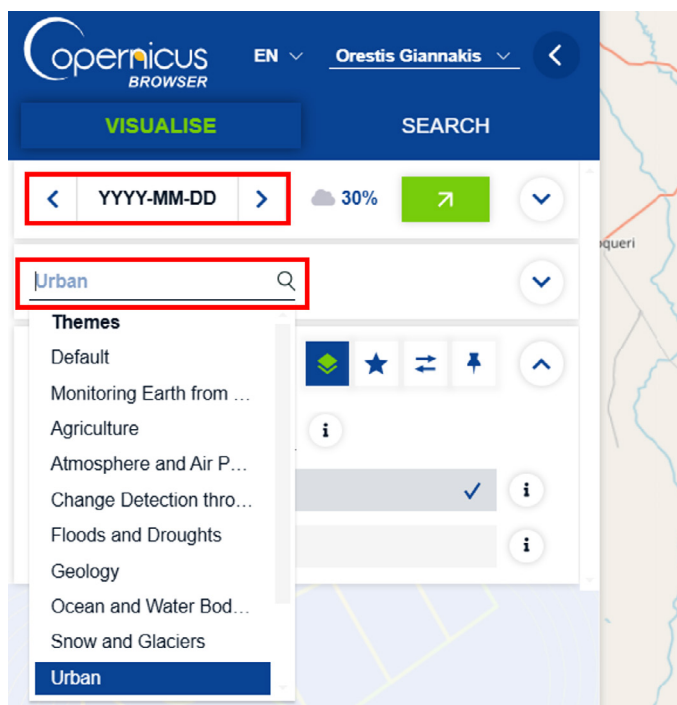 Copernicus
BROWSER
EN
Orestis Giannakis
VISUALISE
SEARCH
YYYY-MM-DD
30%
Urban
Themes
Default
Monitoring Earth from ...
Agriculture
Atmosphere and Air P...
Change Detection thro...
Floods and Droughts
Geology
Ocean and Water Bod...
Snow and Glaciers
Urban